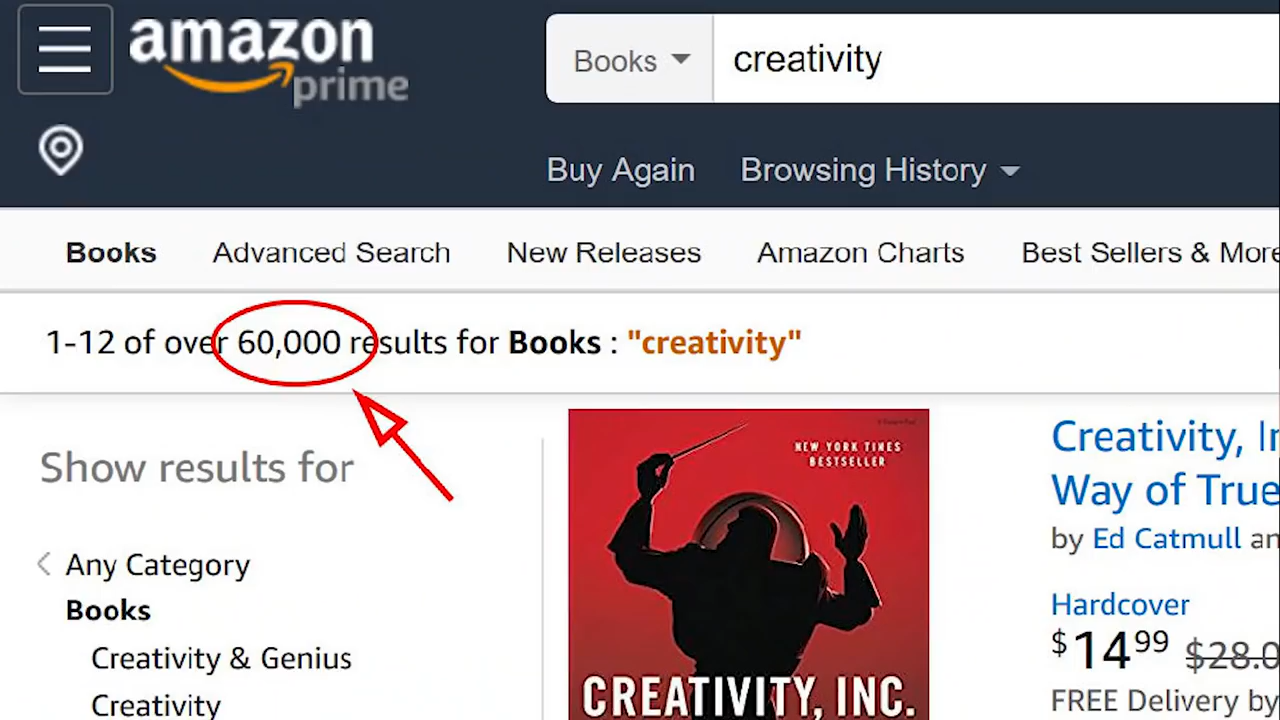 amazon
prime
Books
creativity
Buy Again
Browsing History
Books
Advanced Search
New Releases
Amazon Charts
Best Sellers & More
1-12 of over 60,000 results for Books : "creativity"
Show results for
Any Category
Books
Creativity & Genius
Creativity
NEW YORK TIMES
BESTSELLER
CREATIVITY, INC.
Creativity, In
Way of True
by Ed Catmull an
Hardcover
$14.99 $28.0
FREE Delivery by